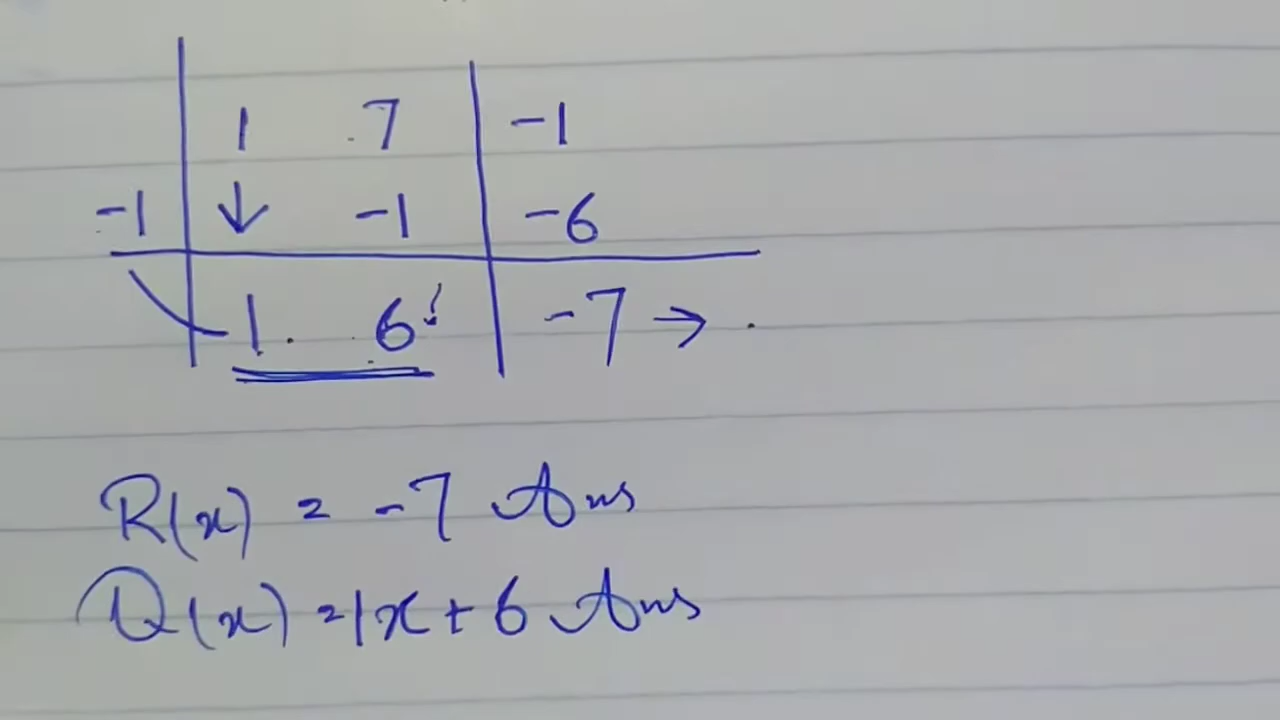 1 7 -1
-1 ↓ -1 -6
1 6 -7 →
R(x) = -7 Ans
Q(x) = 1x + 6 Ans